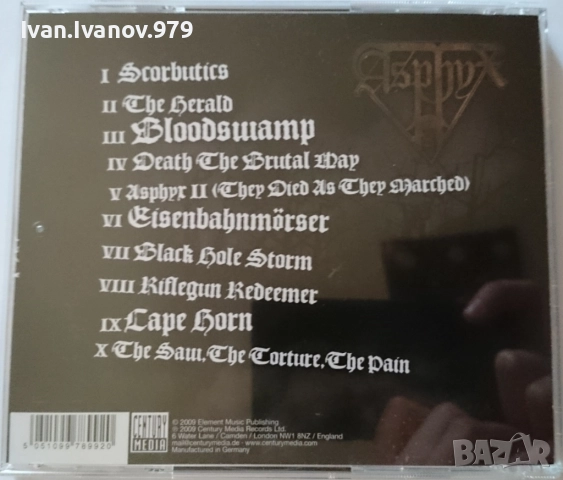 Ivan.Ivanov.979
Asphyx
I Scorbutics
II The Herald
III Bloodswamp
IV Death The Brutal Way
V Asphyx II (They Died As They Marched)
VI Eisenbahnmörser
VII Black Hole Storm
VIII Riflegun Redeemer
IX Cape Horn
X The Saw, The Torture, The Pain
5 051099 789920
CENTURY MEDIA
℗ 2009 Element Music Publishing.
© 2009 Century Media Records Ltd.
6 Water Lane / Camden / London NW1 8NZ / England
mail@centurymedia.de www.centurymedia.com
Manufactured in Germany
BAZAR